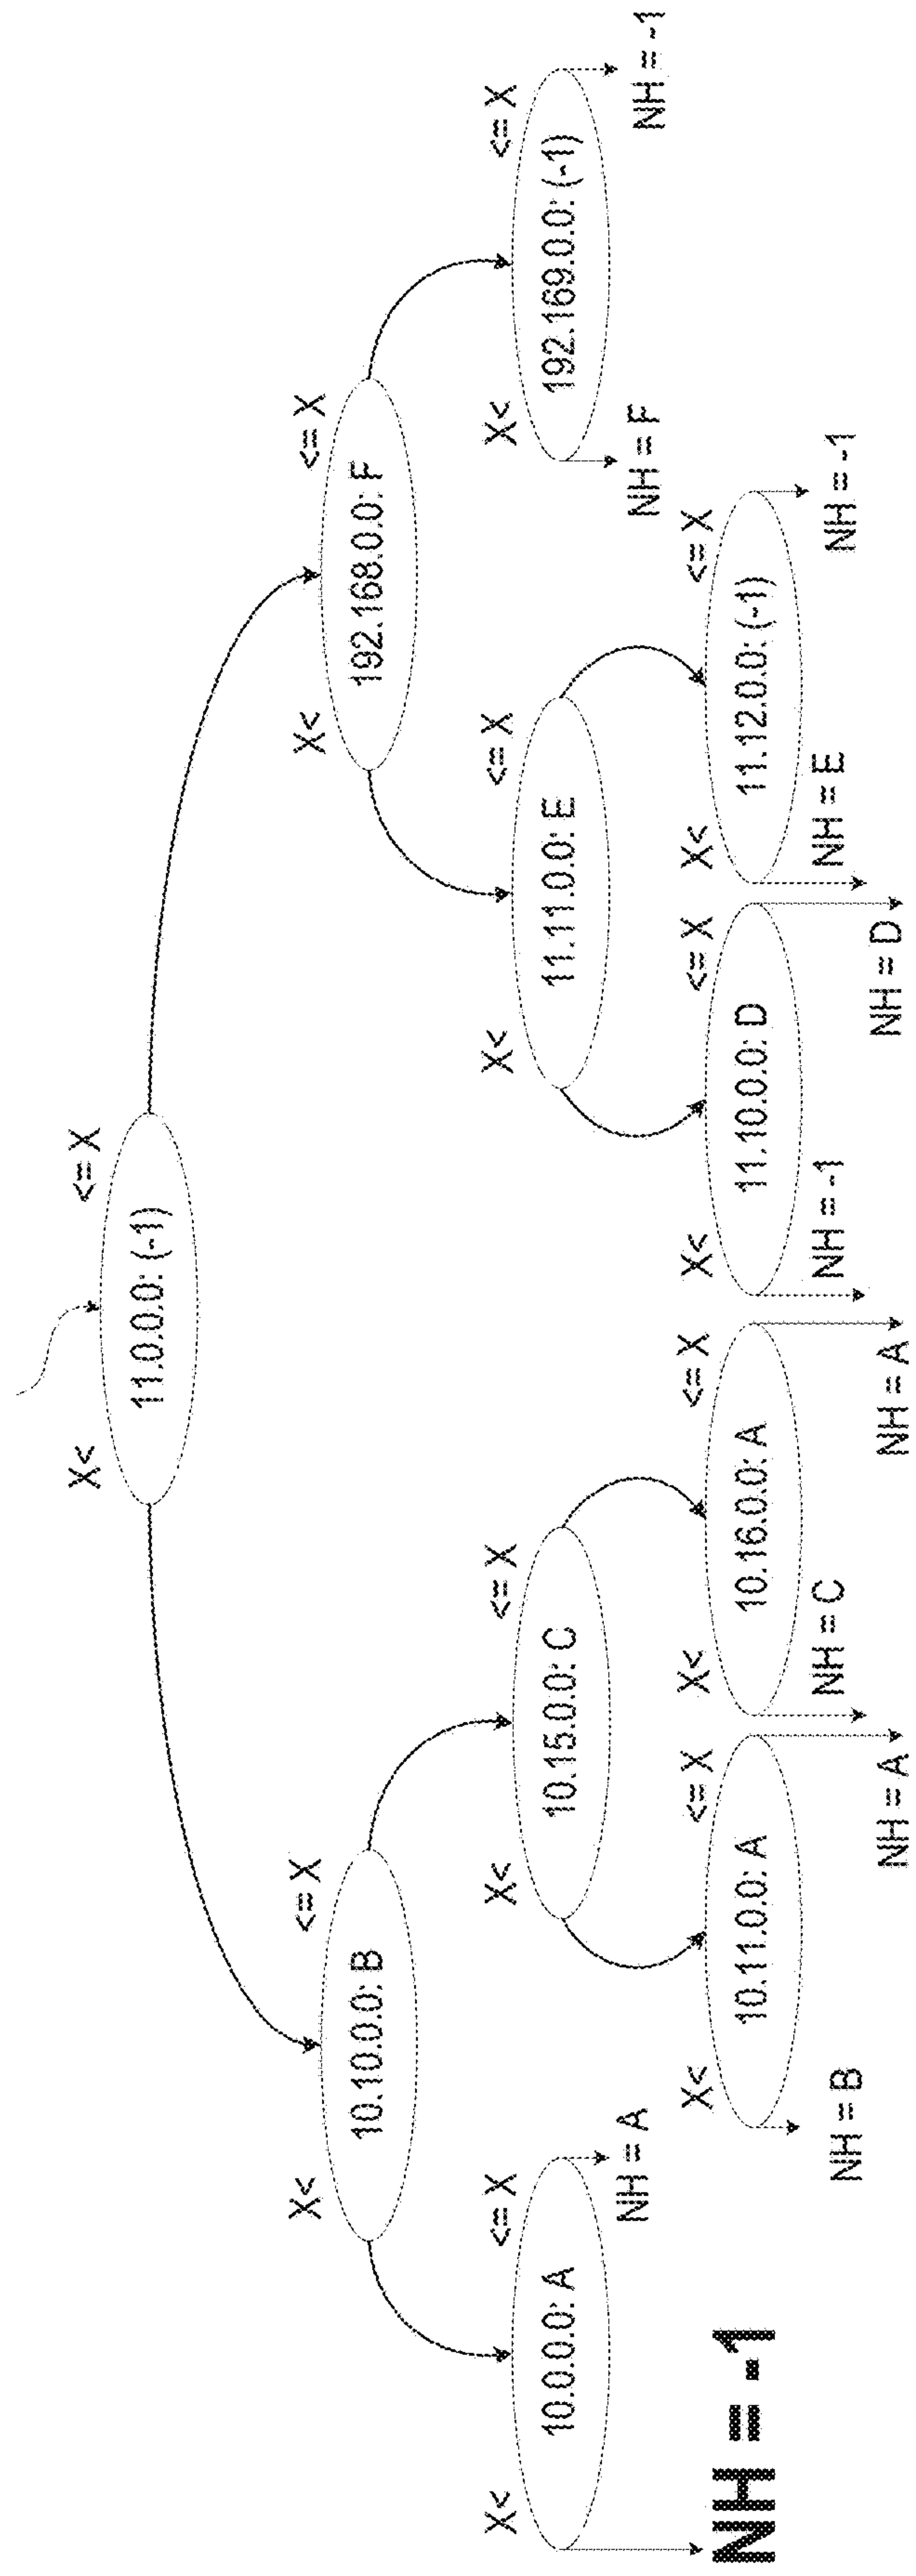 X<
<= X
11.0.0.0: (-1)
X<
<= X
10.10.0.0: B
X<
<= X
192.168.0.0: F
X<
<= X
10.0.0.0: A
NH = -1
NH = A
X<
<= X
10.15.0.0: C
X<
<= X
11.11.0.0: E
X<
<= X
192.169.0.0: (-1)
NH = F
NH = -1
X<
<= X
10.11.0.0: A
NH = B
NH = A
X<
<= X
10.16.0.0: A
NH = C
NH = A
X<
<= X
11.10.0.0: D
NH = -1
NH = D
X<
<= X
11.12.0.0: (-1)
NH = E
NH = -1